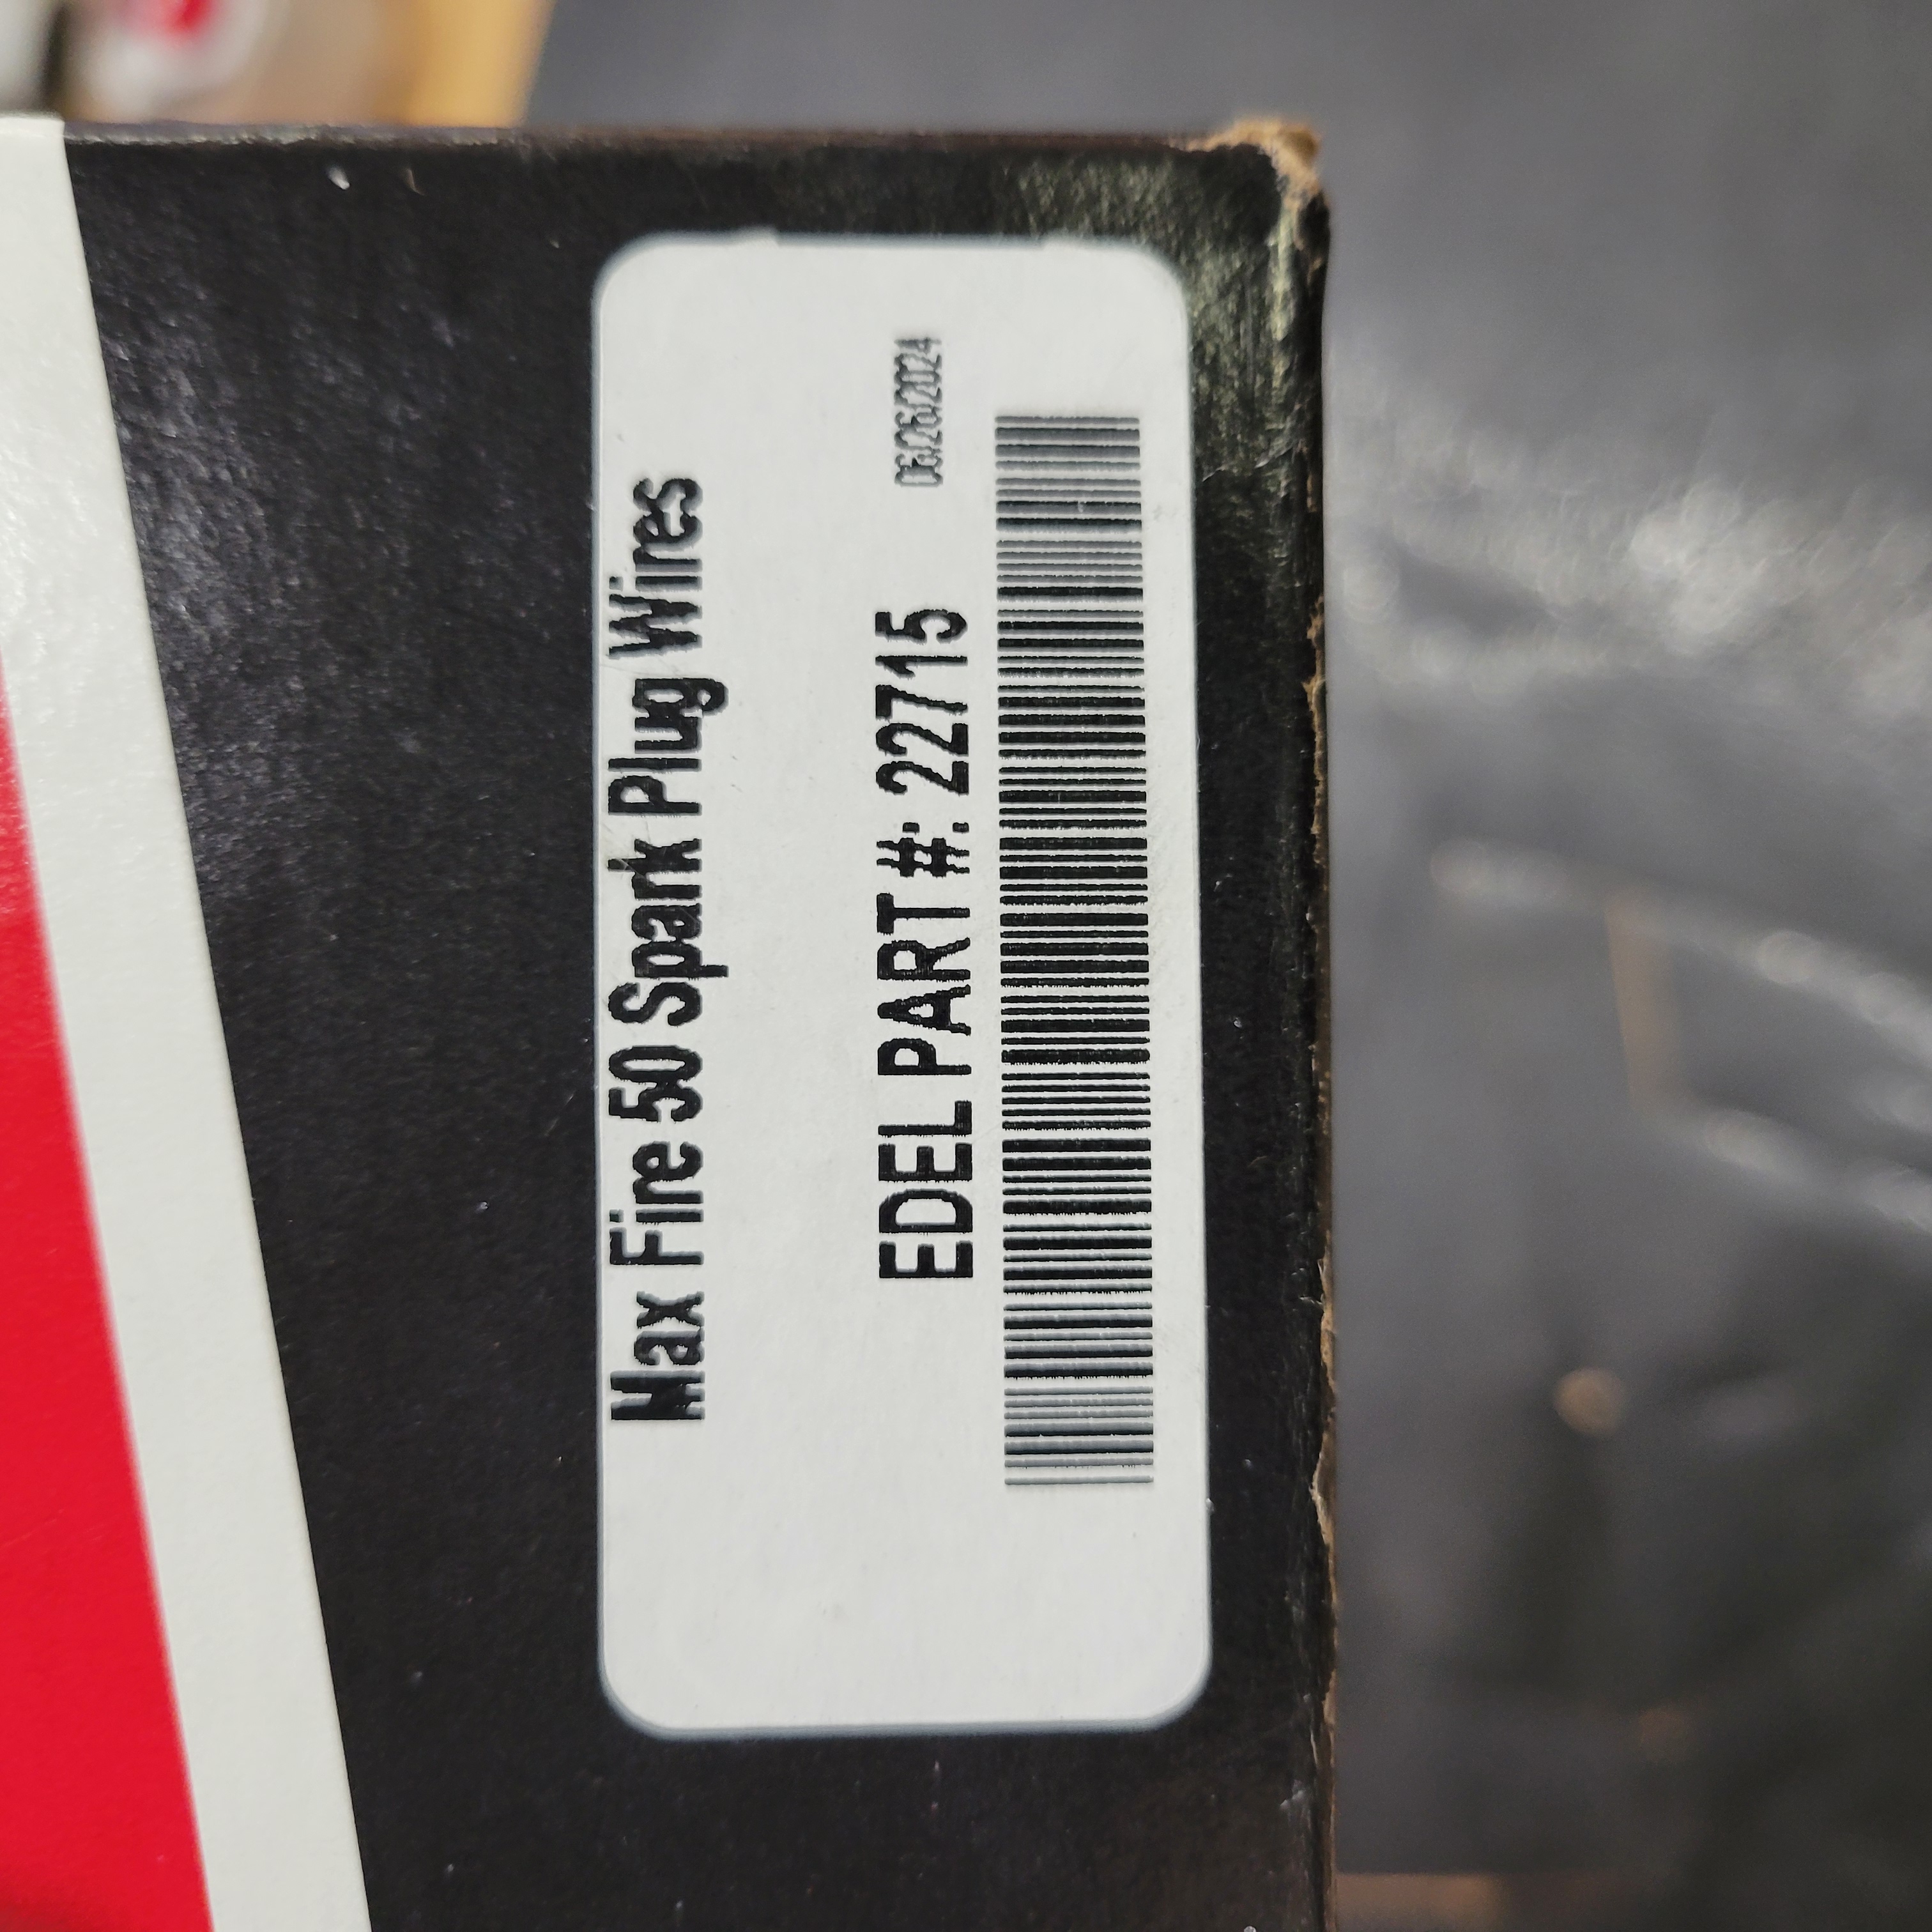 Max Fire 50 Spark Plug Wires
EDEL PART #: 22715
06/26/2024